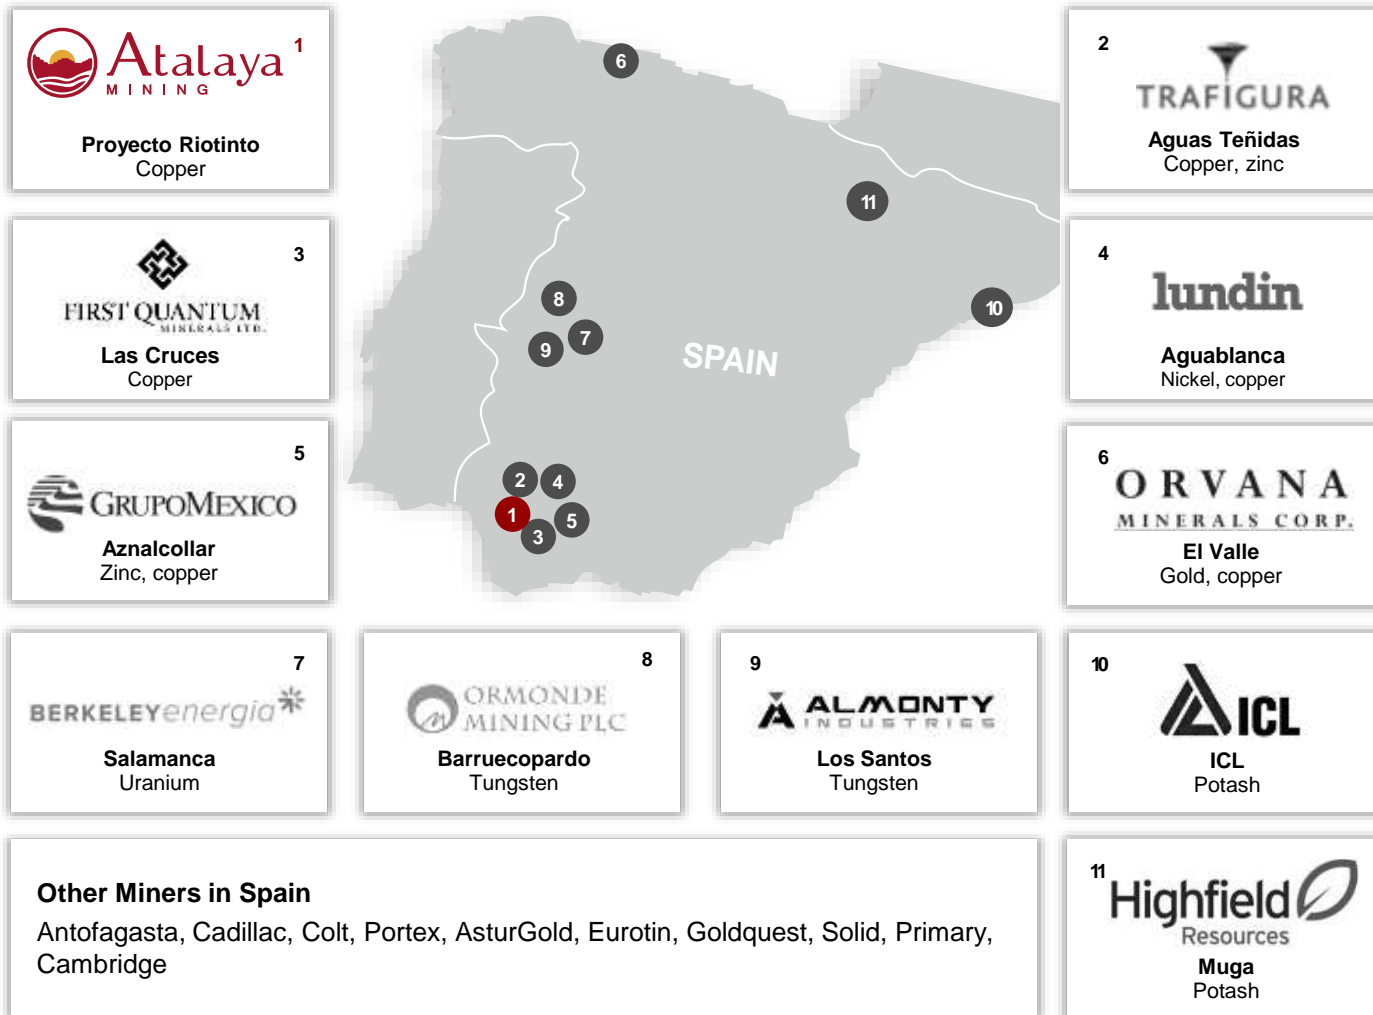 Atalaya
MINING
1
Proyecto Riotinto
Copper
2
TRAFIGURA
Aguas Teñidas
Copper, zinc
3
FIRST QUANTUM
MINERALS LTD.
Las Cruces
Copper
4
lundin
Aguablanca
Nickel, copper
5
GRUPOMEXICO
Aznalcollar
Zinc, copper
6
ORVANA
MINERALS CORP.
El Valle
Gold, copper
6
11
8
10
7
9
SPAIN
2
4
1
5
3
7
BERKELEYenergia
Salamanca
Uranium
8
ORMONDE
MINING PLC
Barruecopardo
Tungsten
9
ALMONTY
INDUSTRIES
Los Santos
Tungsten
10
ICL
ICL
Potash
Other Miners in Spain
Antofagasta, Cadillac, Colt, Portex, AsturGold, Eurotin, Goldquest, Solid, Primary,
Cambridge
11
Highfield
Resources
Muga
Potash